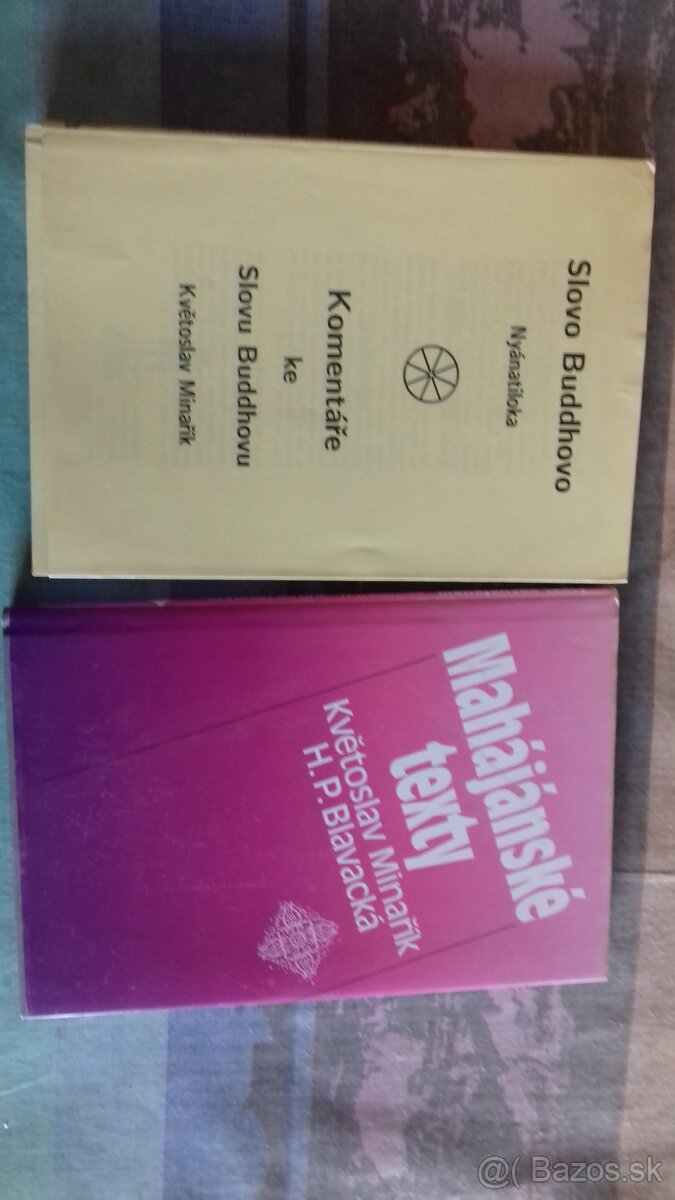 Slovo Buddhovo
Nyánatiloka
Komentáře
ke
Slovu Buddhovu
Květoslav Minařík
Mahájánské
texty
Květoslav Minařík
H. P. Blavacká
@( Bazos.sk